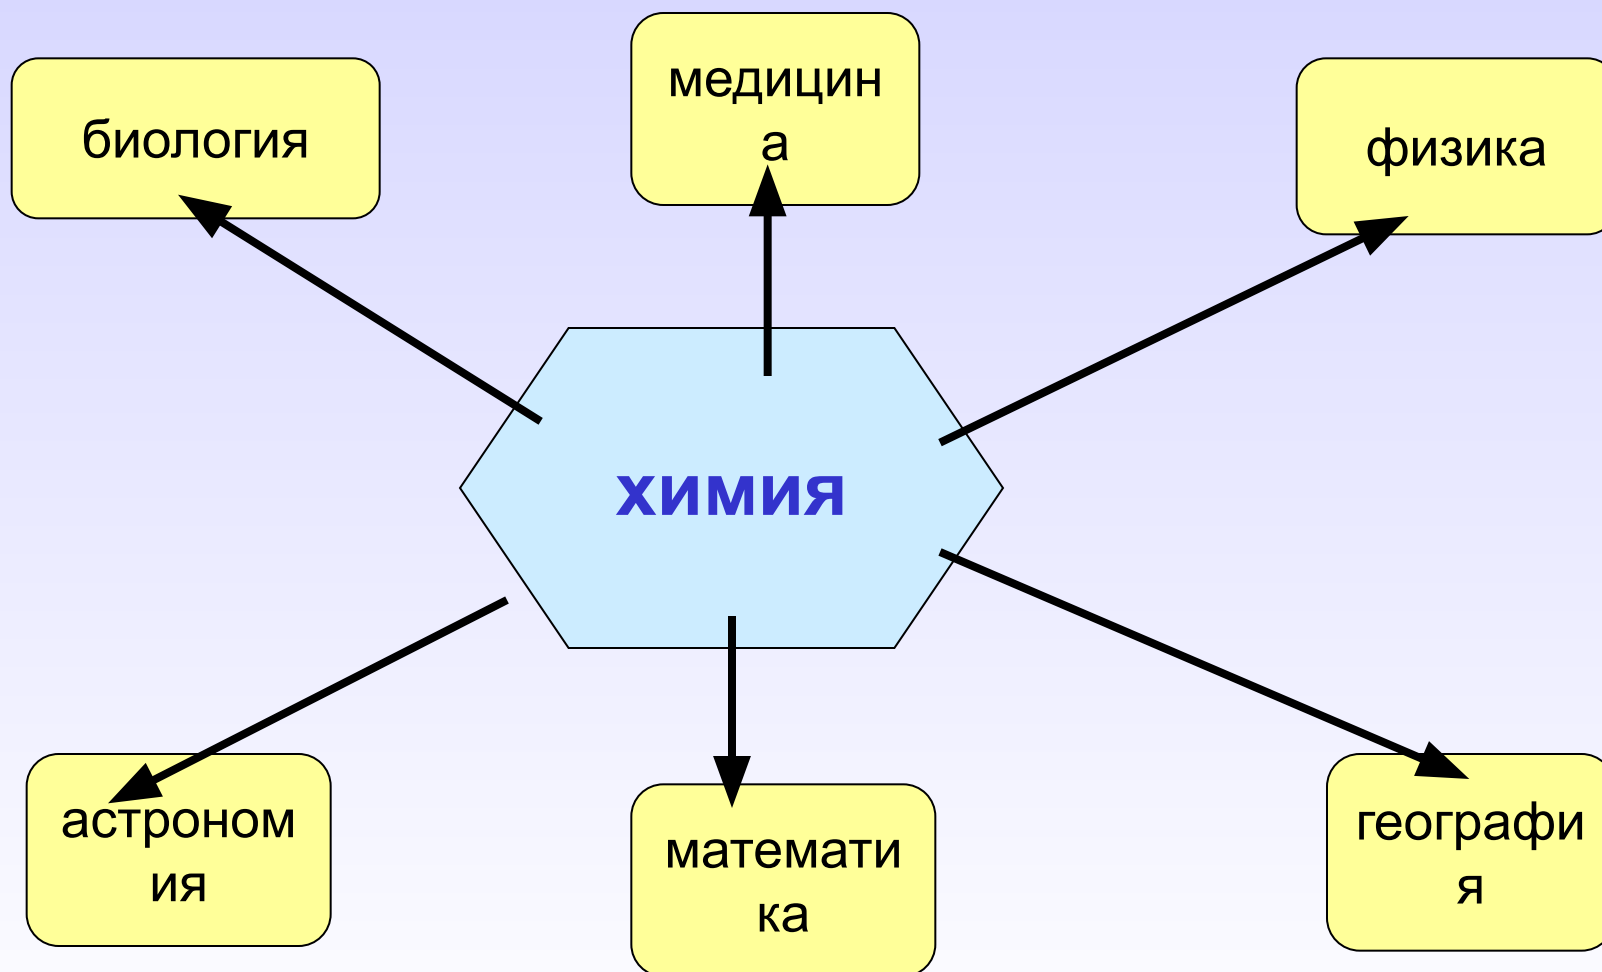 биология
медицин
а
физика
химия
астроном
ия
математи
ка
географи
я